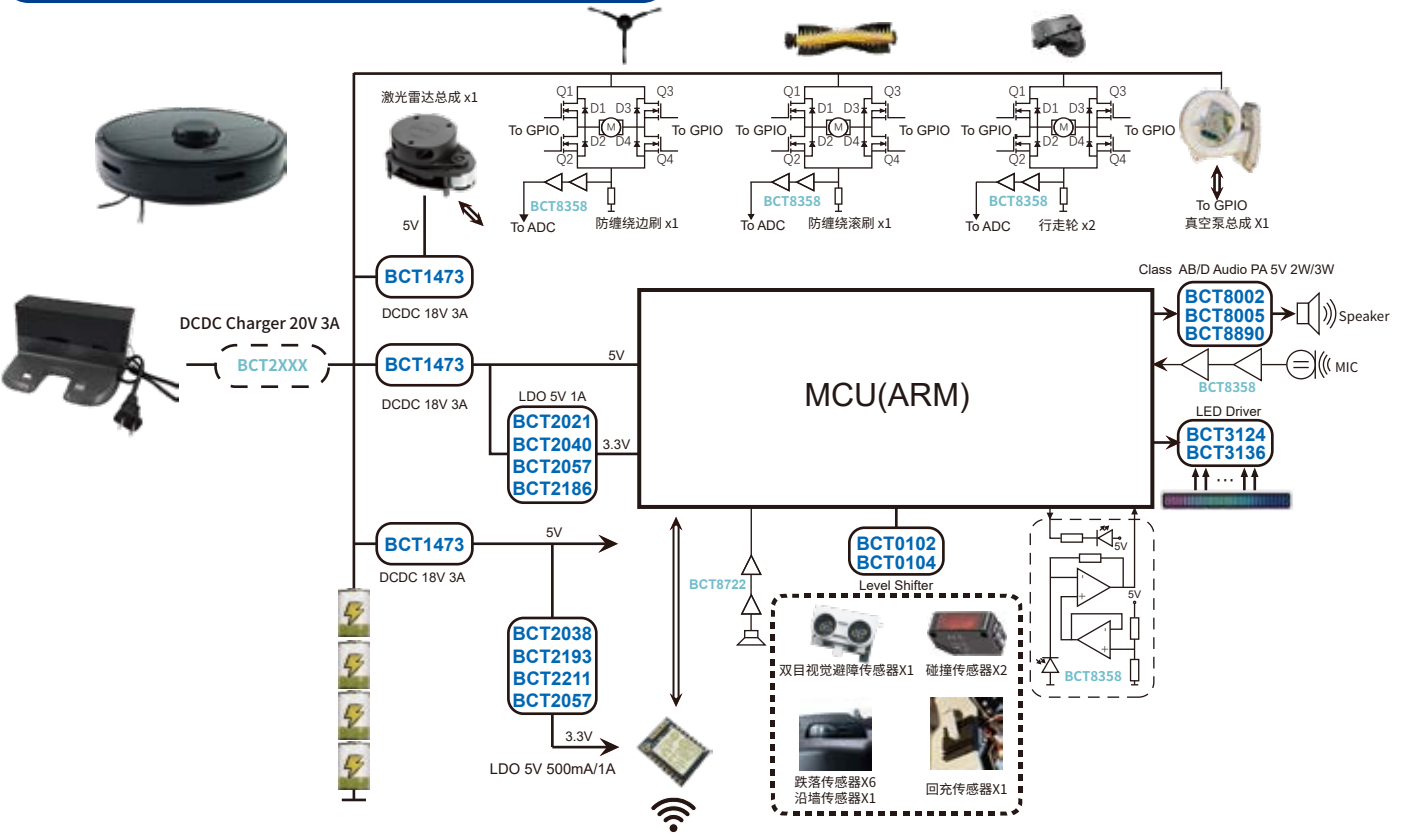 激光雷达总成 x1
5V
BCT1473
DCDC 18V 3A
Q1
Q3
D1
D3
To GPIO
M
To GPIO
D2
D4
Q2
Q4
BCT8358
To ADC
防缠绕边刷 x1
Q1
Q3
D1
D3
To GPIO
M
To GPIO
D2
D4
Q2
Q4
BCT8358
To ADC
防缠绕滚刷 x1
Q1
Q3
D1
D3
To GPIO
M
To GPIO
D2
D4
Q2
Q4
BCT8358
To ADC
行走轮 x2
To GPIO
真空泵总成 X1
DCDC Charger 20V 3A
BCT2XXX
BCT1473
DCDC 18V 3A
5V
LDO 5V 1A
BCT2021
BCT2040
BCT2057
BCT2186
3.3V
MCU(ARM)
Class AB/D Audio PA 5V 2W/3W
BCT8002
BCT8005
BCT8890
Speaker
MIC
BCT8358
LED Driver
BCT3124
BCT3136
...
BCT1473
DCDC 18V 3A
5V
BCT2038
BCT2193
BCT2211
BCT2057
3.3V
LDO 5V 500mA/1A
BCT8722
BCT0102
BCT0104
Level Shifter
双目视觉避障传感器X1
碰撞传感器X2
跌落传感器X6
沿墙传感器X1
回充传感器X1
5V
-
+
5V
-
+
BCT8358